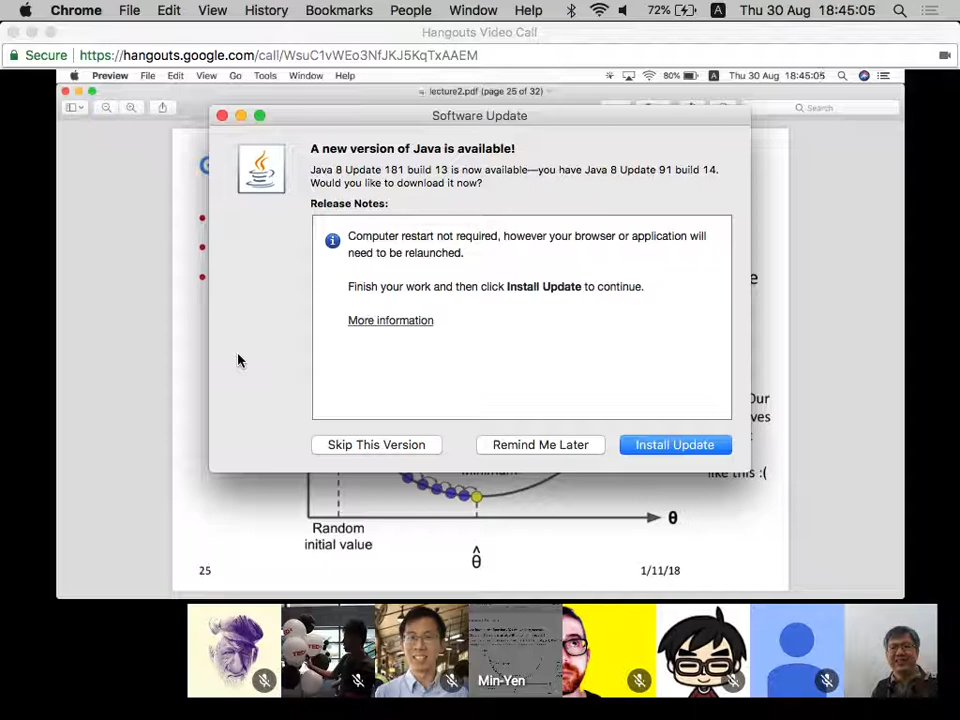 Chrome File Edit View History Bookmarks People Window Help 72% A Thu 30 Aug 18:45:05
Hangouts Video Call
Secure https://hangouts.google.com/call/WsuC1vWEo3NfJKJ5KqTxAAEM
Preview File Edit View Go Tools Window Help 80% A Thu 30 Aug 18:45:05
lecture2.pdf (page 25 of 32)
Search
Software Update
A new version of Java is available!
Java 8 Update 181 build 13 is now available—you have Java 8 Update 91 build 14.
Would you like to download it now?
Release Notes:
Computer restart not required, however your browser or application will
need to be relaunched.
Finish your work and then click Install Update to continue.
More information
Skip This Version Remind Me Later Install Update
like this :(
θ
Random
initial value
θ̂
25 1/11/18
TEDx
Min-Yen